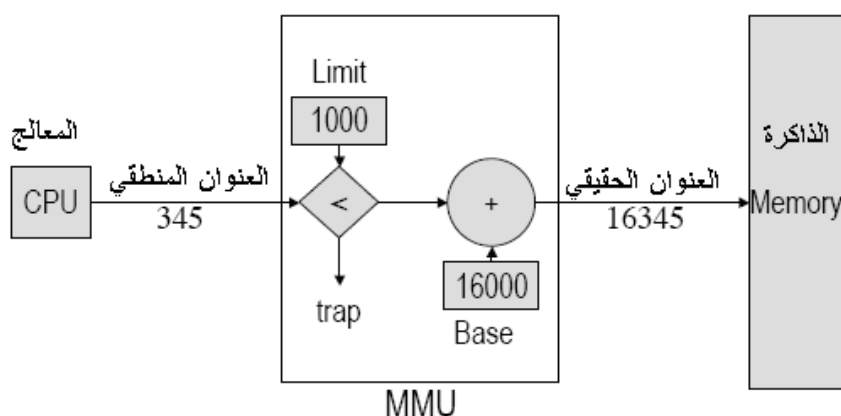 Limit
1000
المعالج
CPU
العنوان المنطقي
345
<
trap
+
16000
Base
MMU
العنوان الحقيقي
16345
الذاكرة
Memory